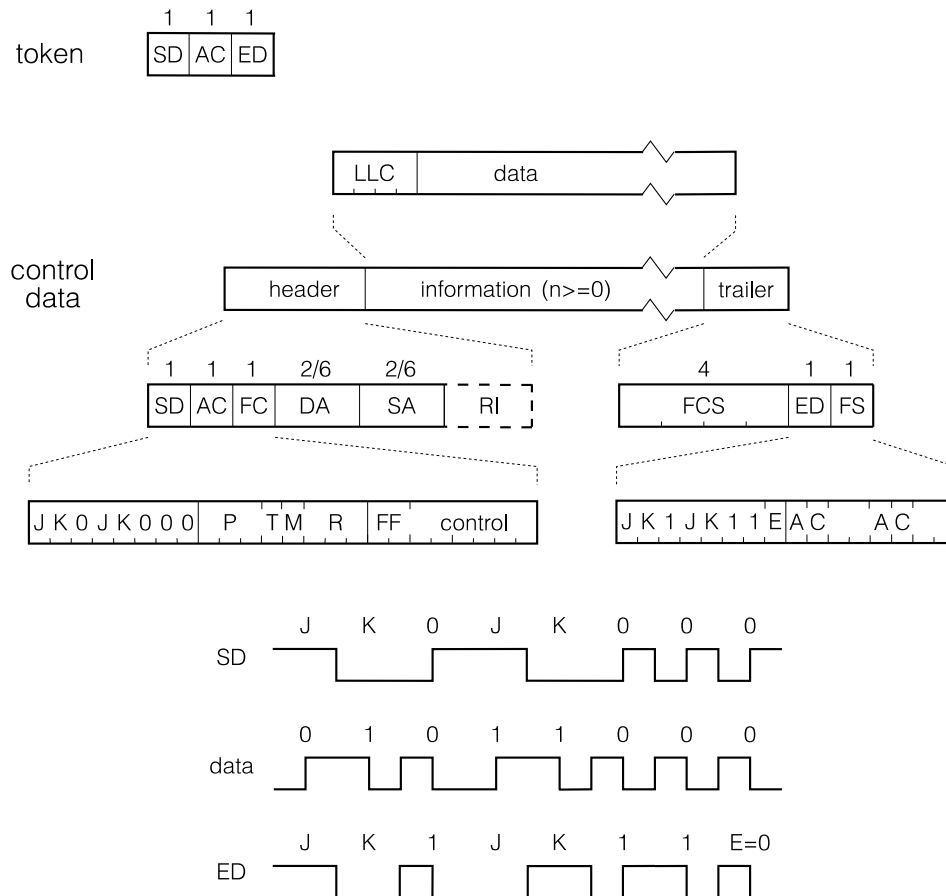 1 1 1
token SD AC ED
LLC data
control data
header information (n>=0) trailer
1 1 1 2/6 2/6 4 1 1
SD AC FC DA SA RI FCS ED FS
J K 0 J K 0 0 0 P T M R FF control J K 1 J K 1 1 E A C A C
J K 0 J K 0 0 0
SD
0 1 0 1 1 0 0 0
data
J K 1 J K 1 1 E=0
ED